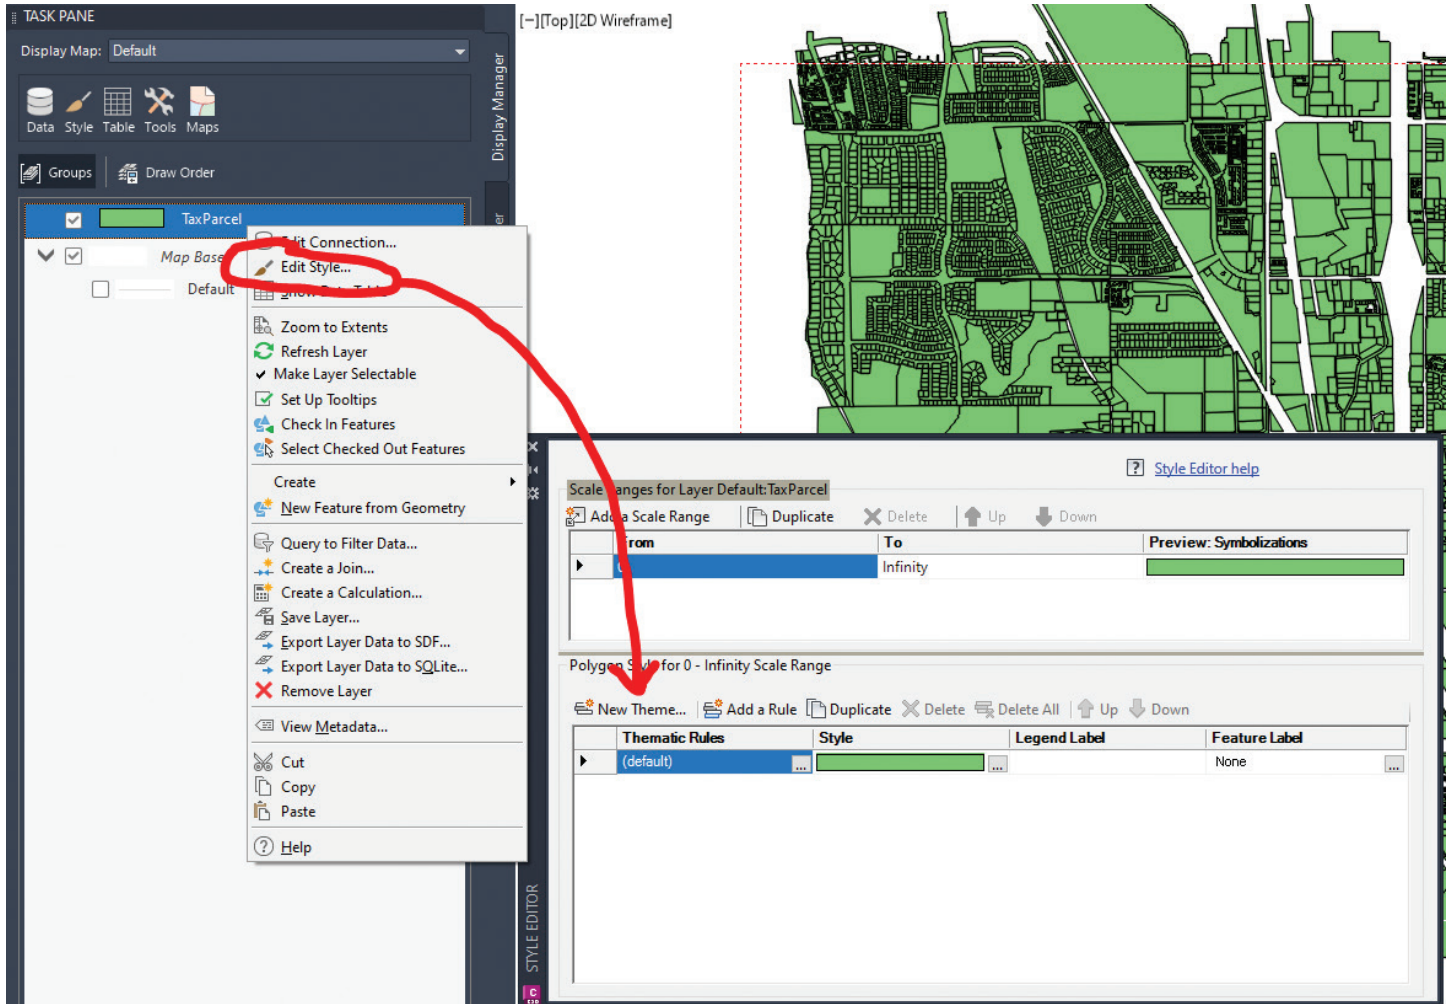 TASK PANE
Display Map: Default
Data Style Table Tools Maps
Groups Draw Order
TaxParcel
Map Base
Default
Display Manager
Edit Connection...
Edit Style...
Show Data Table
Zoom to Extents
Refresh Layer
Make Layer Selectable
Set Up Tooltips
Check In Features
Select Checked Out Features
Create
New Feature from Geometry
Query to Filter Data...
Create a Join...
Create a Calculation...
Save Layer...
Export Layer Data to SDF...
Export Layer Data to SQLite...
Remove Layer
View Metadata...
Cut
Copy
Paste
Help
[−][Top][2D Wireframe]
Style Editor help
Scale Ranges for Layer Default:TaxParcel
Add a Scale Range Duplicate Delete Up Down
From To Preview: Symbolizations
0 Infinity
Polygon Style for 0 - Infinity Scale Range
New Theme... Add a Rule Duplicate Delete Delete All Up Down
Thematic Rules Style Legend Label Feature Label
(default) ... ... None ...
STYLE EDITOR
C
C3D